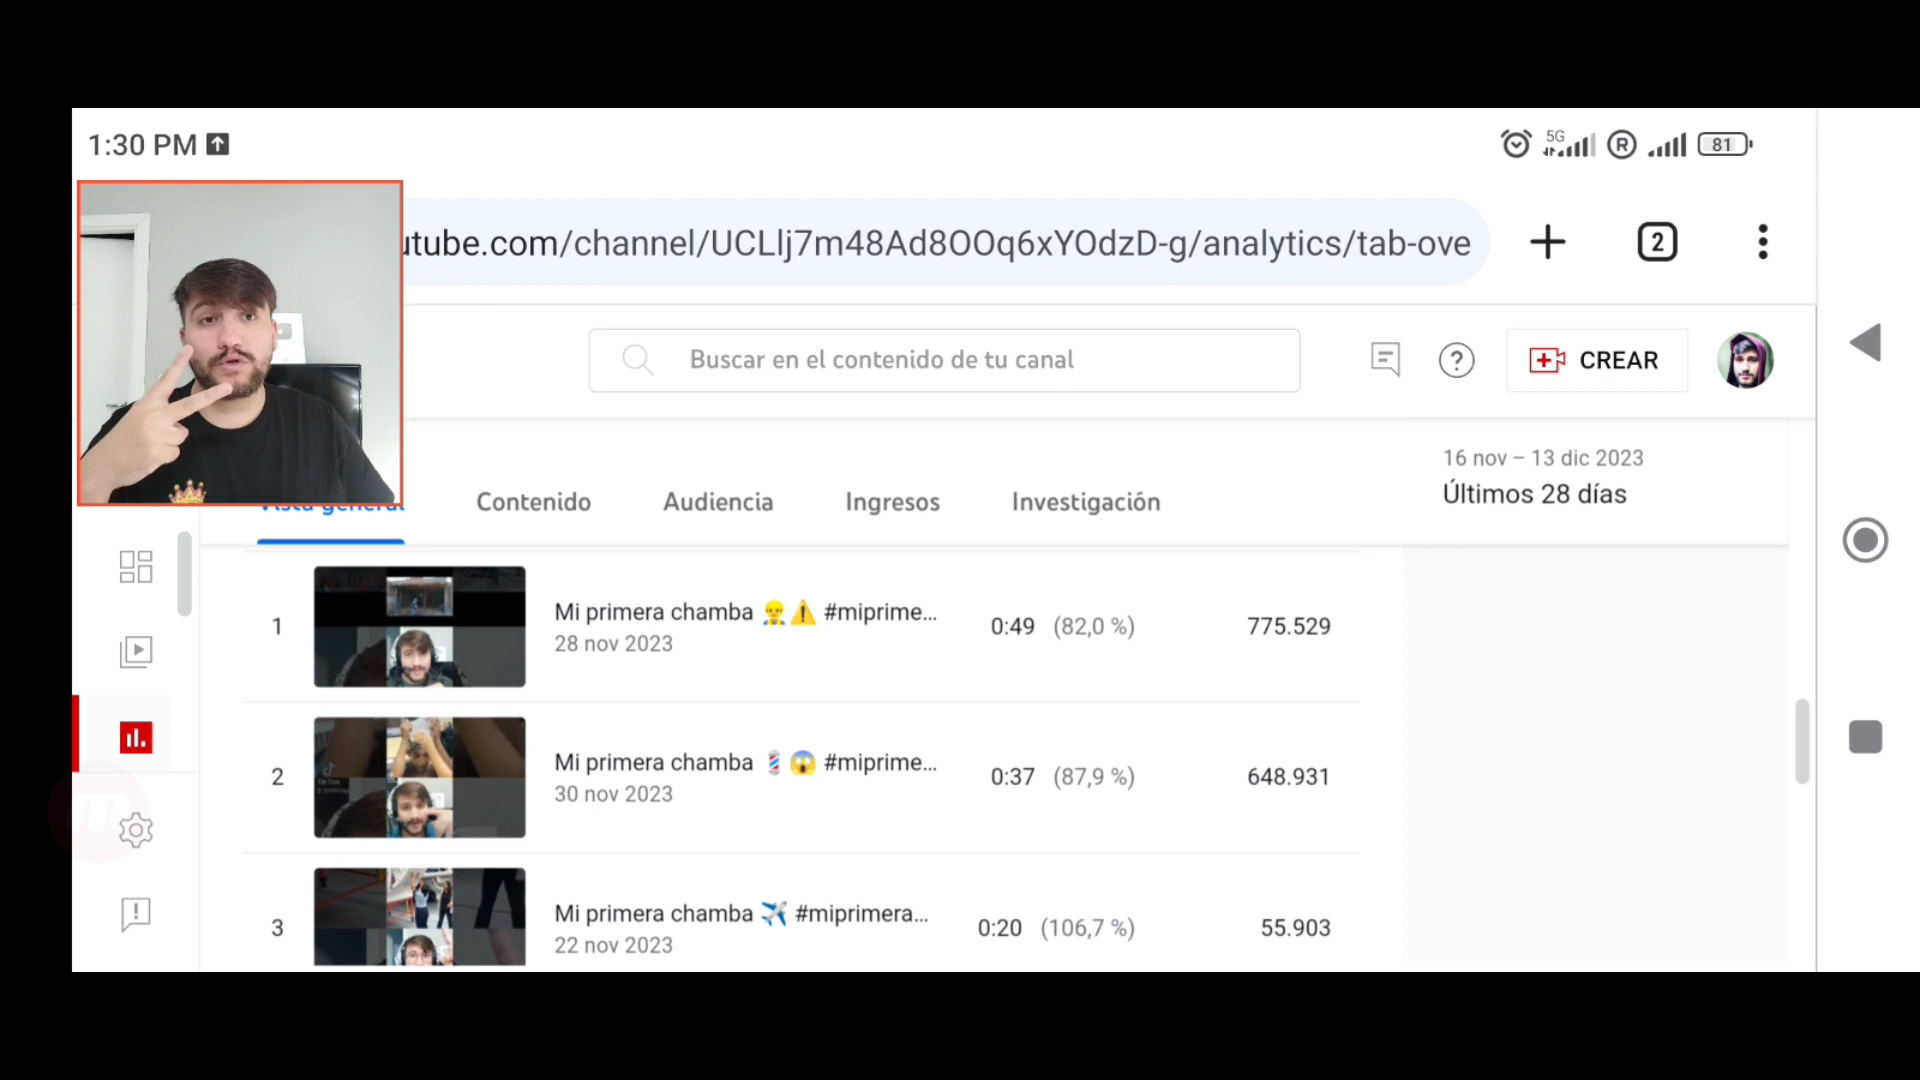 1:30 PM
5G
R
81
utube.com/channel/UCLlj7m48Ad8OOq6xYOdzD-g/analytics/tab-ove
2
Buscar en el contenido de tu canal
?
CREAR
16 nov – 13 dic 2023
Últimos 28 días
Vista general
Contenido
Audiencia
Ingresos
Investigación
1
Mi primera chamba 👷⚠️ #miprime...
28 nov 2023
0:49 (82,0 %)
775.529
2
Mi primera chamba 💈😱 #miprime...
30 nov 2023
0:37 (87,9 %)
648.931
3
Mi primera chamba ✈️ #miprimera...
22 nov 2023
0:20 (106,7 %)
55.903